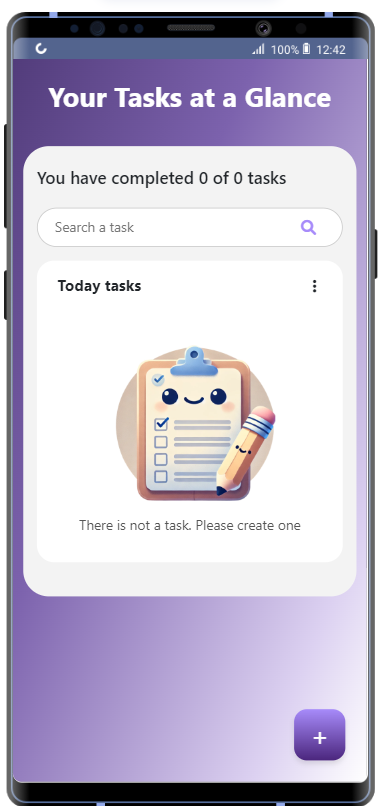 100% 12:42
Your Tasks at a Glance
You have completed 0 of 0 tasks
Search a task
Today tasks
There is not a task. Please create one
+